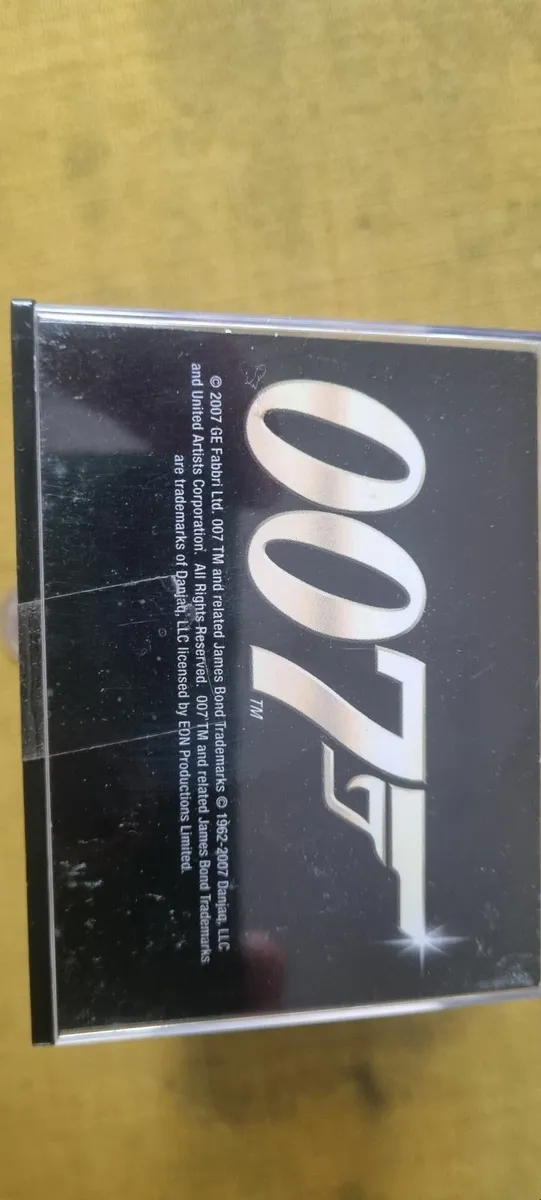 007
TM
© 2007 GE Fabbri Ltd. 007 TM and related James Bond Trademarks © 1962-2007 Danjaq, LLC
and United Artists Corporation. All Rights Reserved. 007 TM and related James Bond Trademarks
are trademarks of Danjaq, LLC licensed by EON Productions Limited.